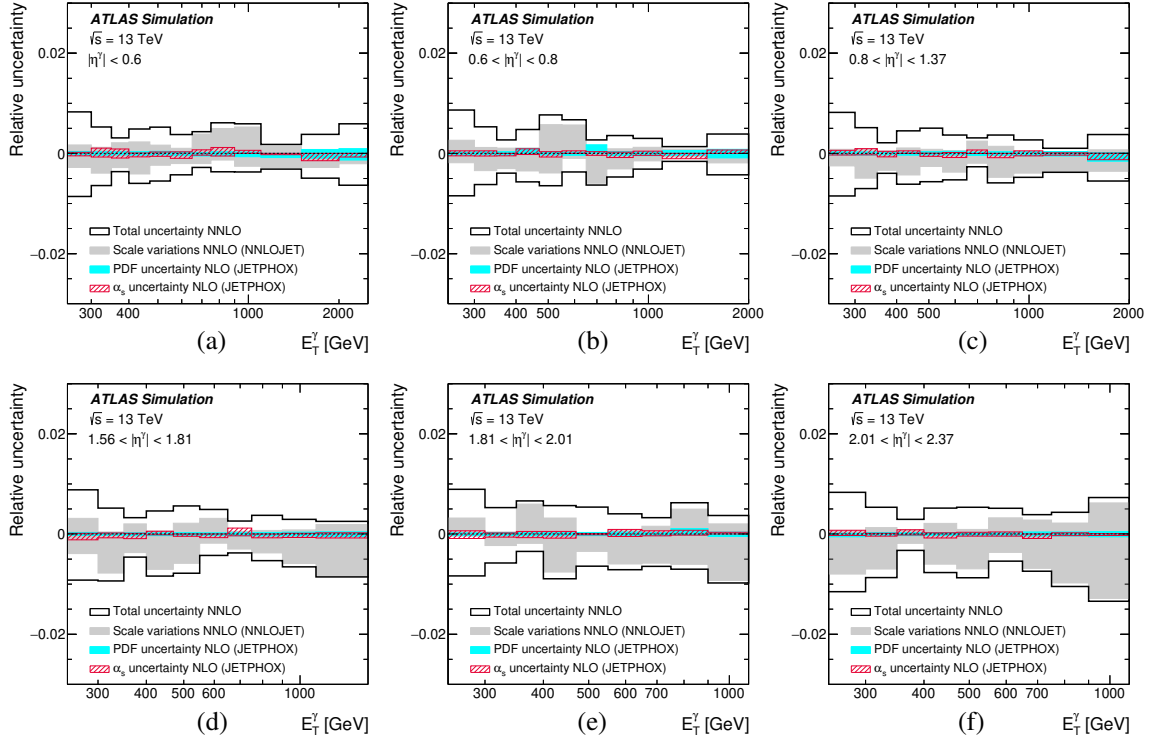 Relative uncertainty
ATLAS Simulation
√s = 13 TeV
|η^γ| < 0.6
0.02
0
−0.02
Total uncertainty NNLO
Scale variations NNLO (NNLOJET)
PDF uncertainty NLO (JETPHOX)
α_s uncertainty NLO (JETPHOX)
300 400 1000 2000
E_T^γ [GeV]
(a)
Relative uncertainty
ATLAS Simulation
√s = 13 TeV
0.6 < |η^γ| < 0.8
0.02
0
−0.02
Total uncertainty NNLO
Scale variations NNLO (NNLOJET)
PDF uncertainty NLO (JETPHOX)
α_s uncertainty NLO (JETPHOX)
300 400 500 1000 2000
E_T^γ [GeV]
(b)
Relative uncertainty
ATLAS Simulation
√s = 13 TeV
0.8 < |η^γ| < 1.37
0.02
0
−0.02
Total uncertainty NNLO
Scale variations NNLO (NNLOJET)
PDF uncertainty NLO (JETPHOX)
α_s uncertainty NLO (JETPHOX)
300 400 500 1000 2000
E_T^γ [GeV]
(c)
Relative uncertainty
ATLAS Simulation
√s = 13 TeV
1.56 < |η^γ| < 1.81
0.02
0
−0.02
Total uncertainty NNLO
Scale variations NNLO (NNLOJET)
PDF uncertainty NLO (JETPHOX)
α_s uncertainty NLO (JETPHOX)
300 400 500 600 1000
E_T^γ [GeV]
(d)
Relative uncertainty
ATLAS Simulation
√s = 13 TeV
1.81 < |η^γ| < 2.01
0.02
0
−0.02
Total uncertainty NNLO
Scale variations NNLO (NNLOJET)
PDF uncertainty NLO (JETPHOX)
α_s uncertainty NLO (JETPHOX)
300 400 500 600 700 1000
E_T^γ [GeV]
(e)
Relative uncertainty
ATLAS Simulation
√s = 13 TeV
2.01 < |η^γ| < 2.37
0.02
0
−0.02
Total uncertainty NNLO
Scale variations NNLO (NNLOJET)
PDF uncertainty NLO (JETPHOX)
α_s uncertainty NLO (JETPHOX)
300 400 500 600 700 1000
E_T^γ [GeV]
(f)